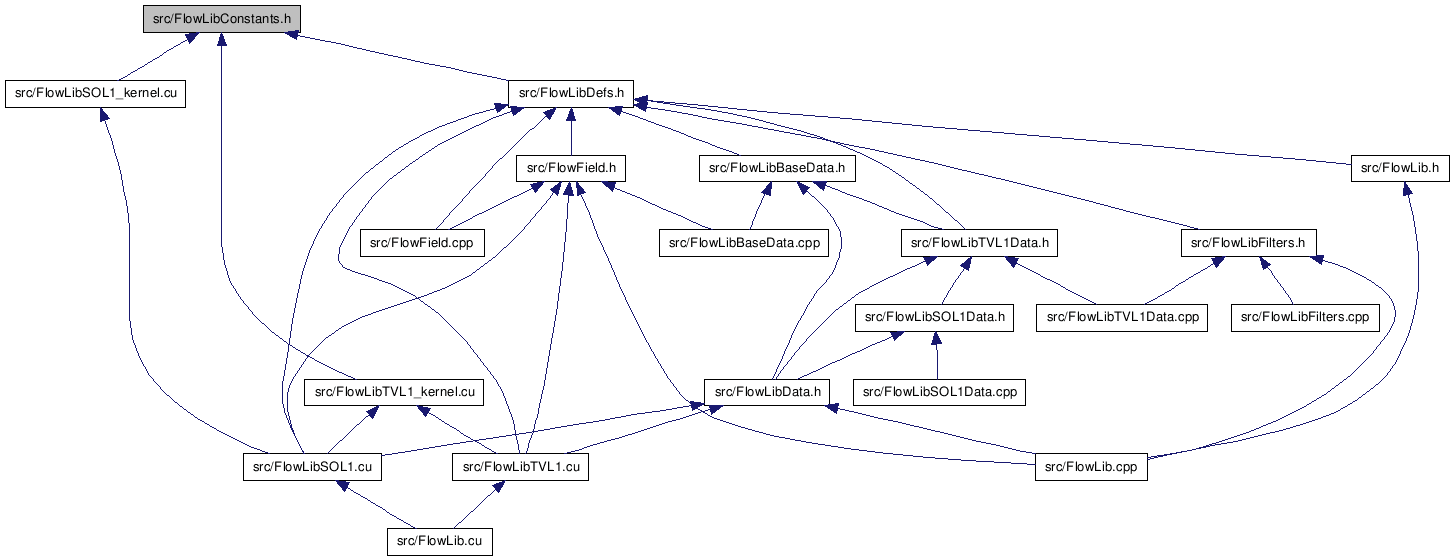 src/FlowLibConstants.h
src/FlowLibSOL1_kernel.cu
src/FlowLibDefs.h
src/FlowField.h
src/FlowLibBaseData.h
src/FlowLib.h
src/FlowField.cpp
src/FlowLibBaseData.cpp
src/FlowLibTVL1Data.h
src/FlowLibFilters.h
src/FlowLibSOL1Data.h
src/FlowLibTVL1Data.cpp
src/FlowLibFilters.cpp
src/FlowLibTVL1_kernel.cu
src/FlowLibData.h
src/FlowLibSOL1Data.cpp
src/FlowLibSOL1.cu
src/FlowLibTVL1.cu
src/FlowLib.cpp
src/FlowLib.cu